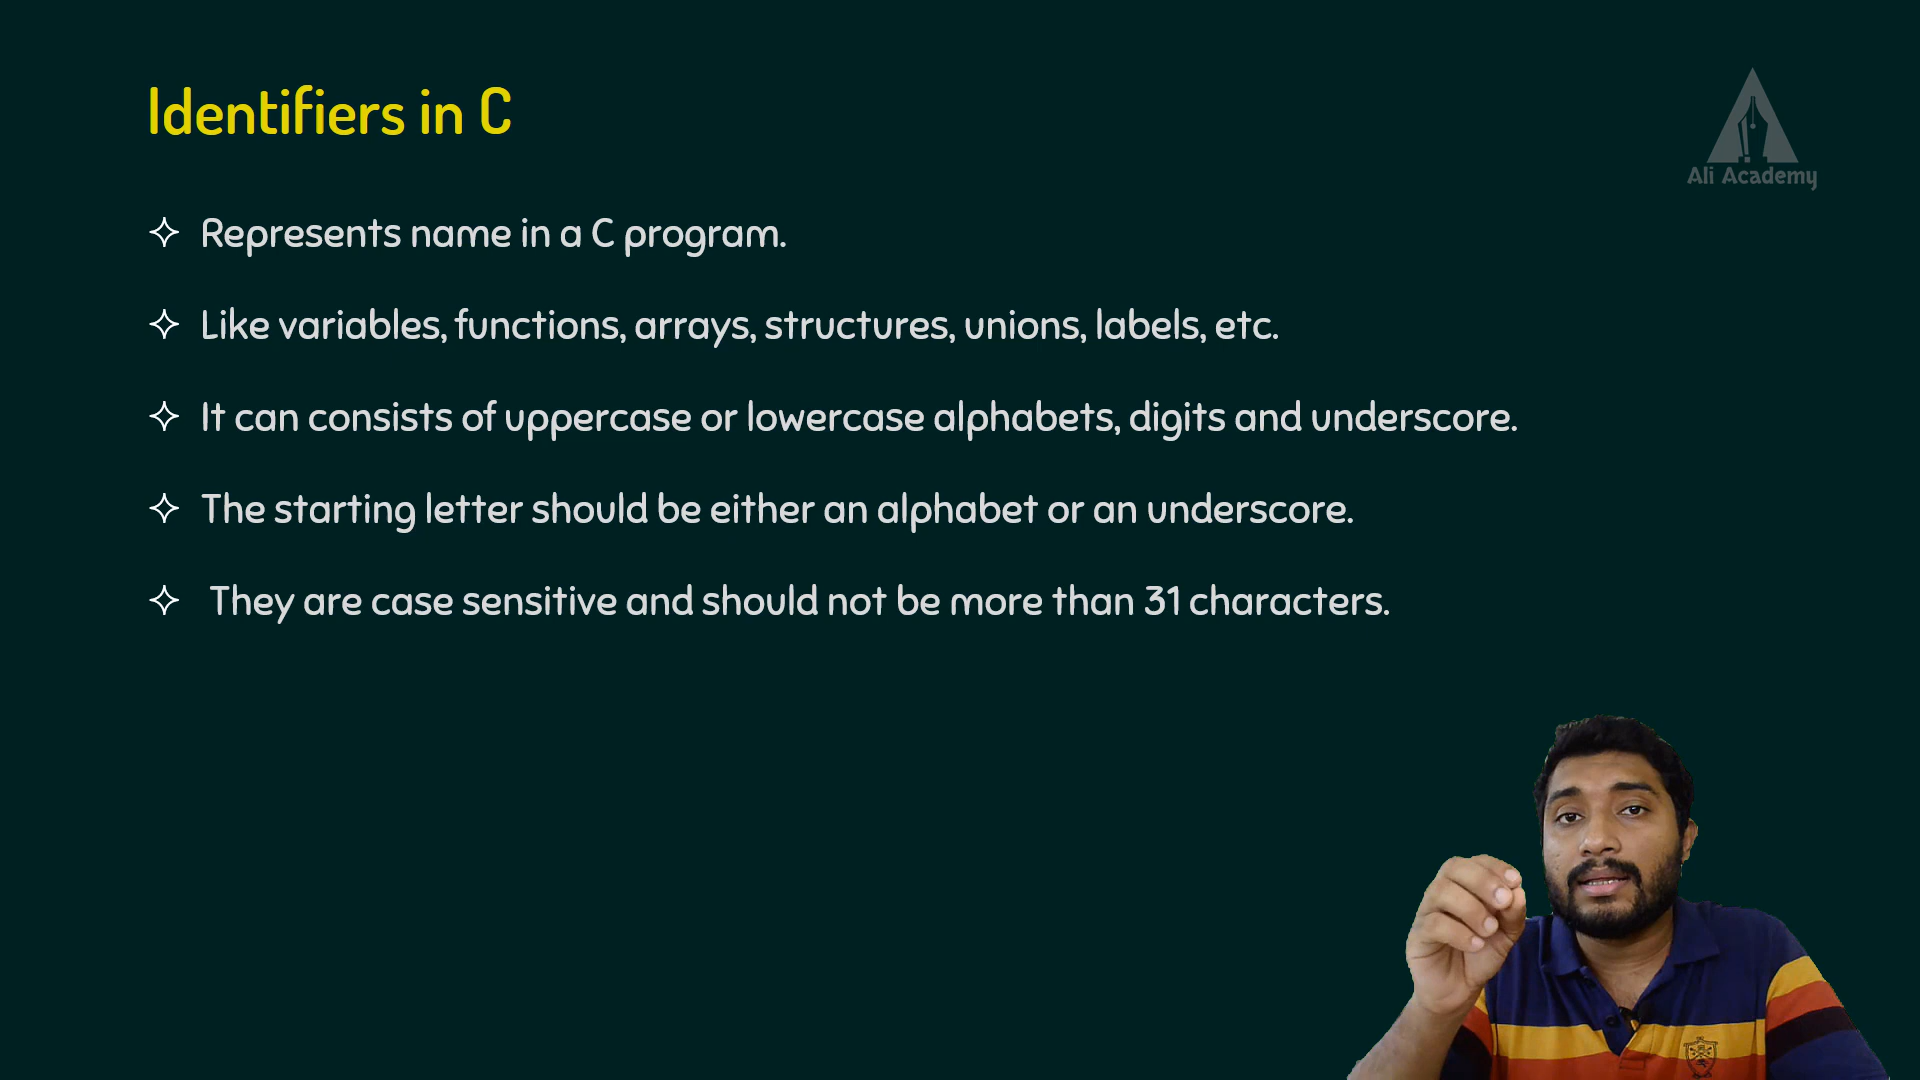 Identifiers in C
Ali Academy
Represents name in a C program.
Like variables, functions, arrays, structures, unions, labels, etc.
It can consists of uppercase or lowercase alphabets, digits and underscore.
The starting letter should be either an alphabet or an underscore.
They are case sensitive and should not be more than 31 characters.